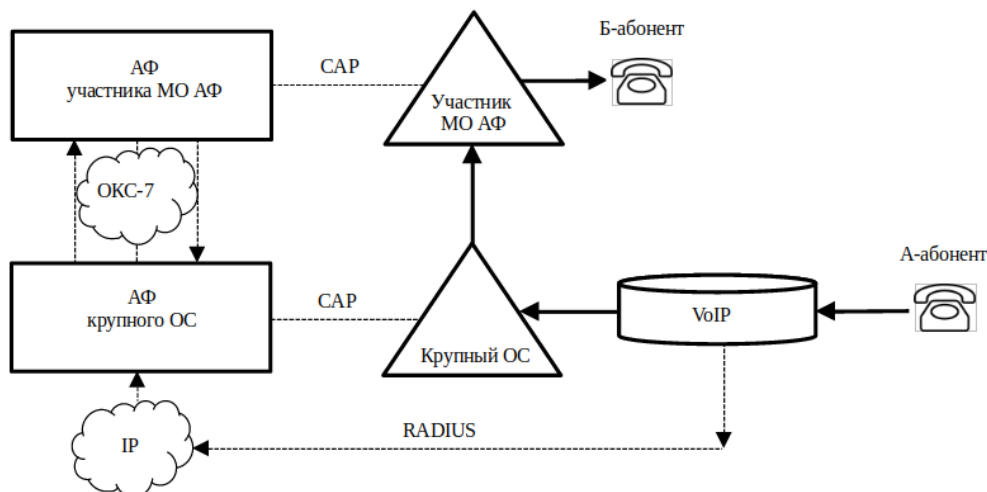 Б-абонент
АФ
участника МО АФ
CAP
Участник
МО АФ
ОКС-7
А-абонент
АФ
крупного ОС
CAP
VoIP
Крупный ОС
IP
RADIUS